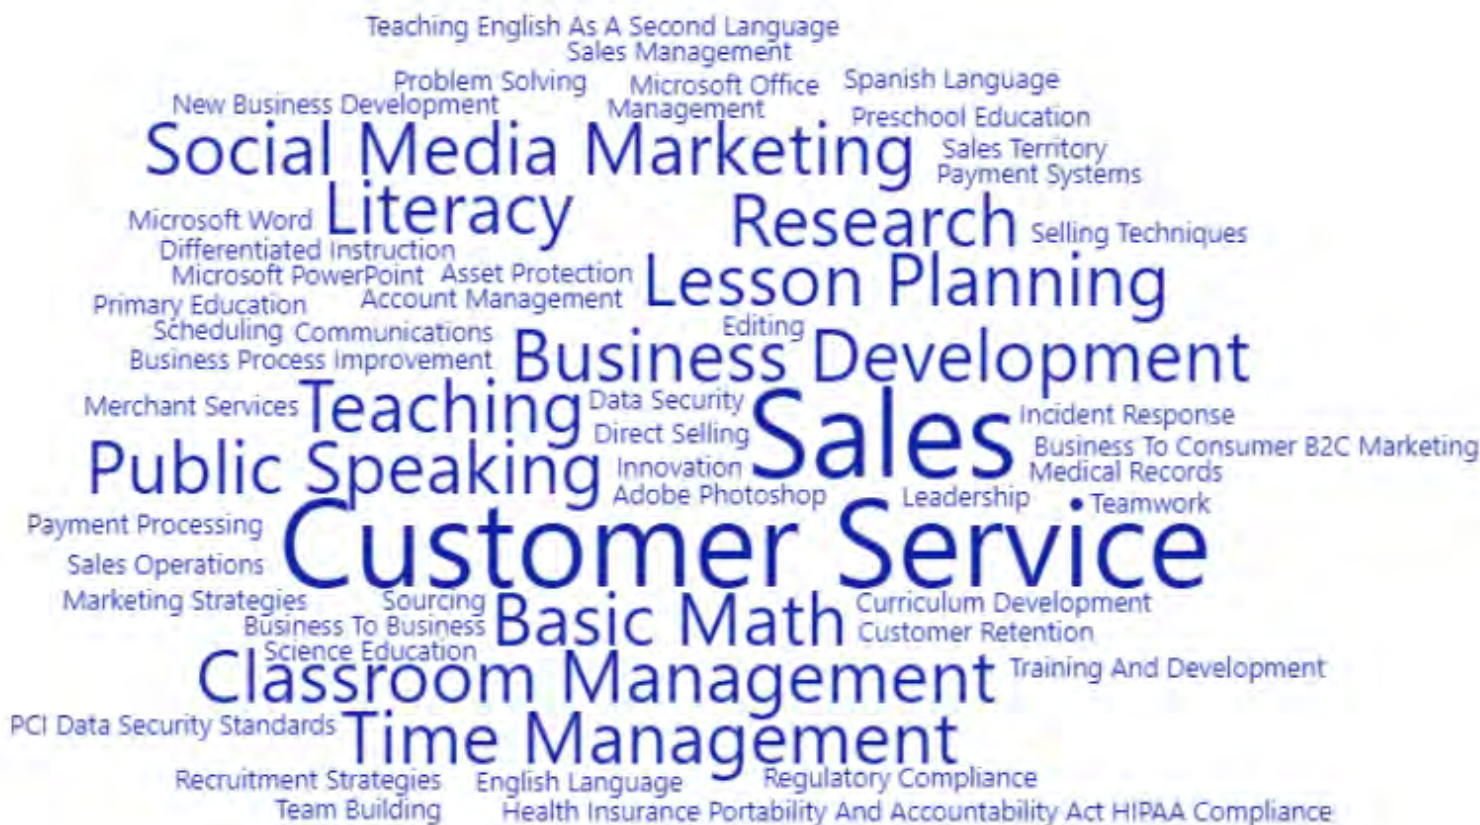 Teaching English As A Second Language
Sales Management
Problem Solving
Microsoft Office
Spanish Language
New Business Development
Management
Preschool Education
Social Media Marketing
Sales Territory
Payment Systems
Microsoft Word
Literacy
Research
Selling Techniques
Differentiated Instruction
Microsoft PowerPoint
Asset Protection
Lesson Planning
Primary Education
Account Management
Scheduling
Communications
Editing
Business Process Improvement
Business Development
Merchant Services
Teaching
Data Security
Sales
Incident Response
Direct Selling
Business To Consumer B2C Marketing
Public Speaking
Innovation
Medical Records
Adobe Photoshop
Leadership
Teamwork
Payment Processing
Customer Service
Sales Operations
Marketing Strategies
Sourcing
Basic Math
Curriculum Development
Business To Business
Customer Retention
Science Education
Classroom Management
Training And Development
PCI Data Security Standards
Time Management
Recruitment Strategies
English Language
Regulatory Compliance
Team Building
Health Insurance Portability And Accountability Act HIPAA Compliance